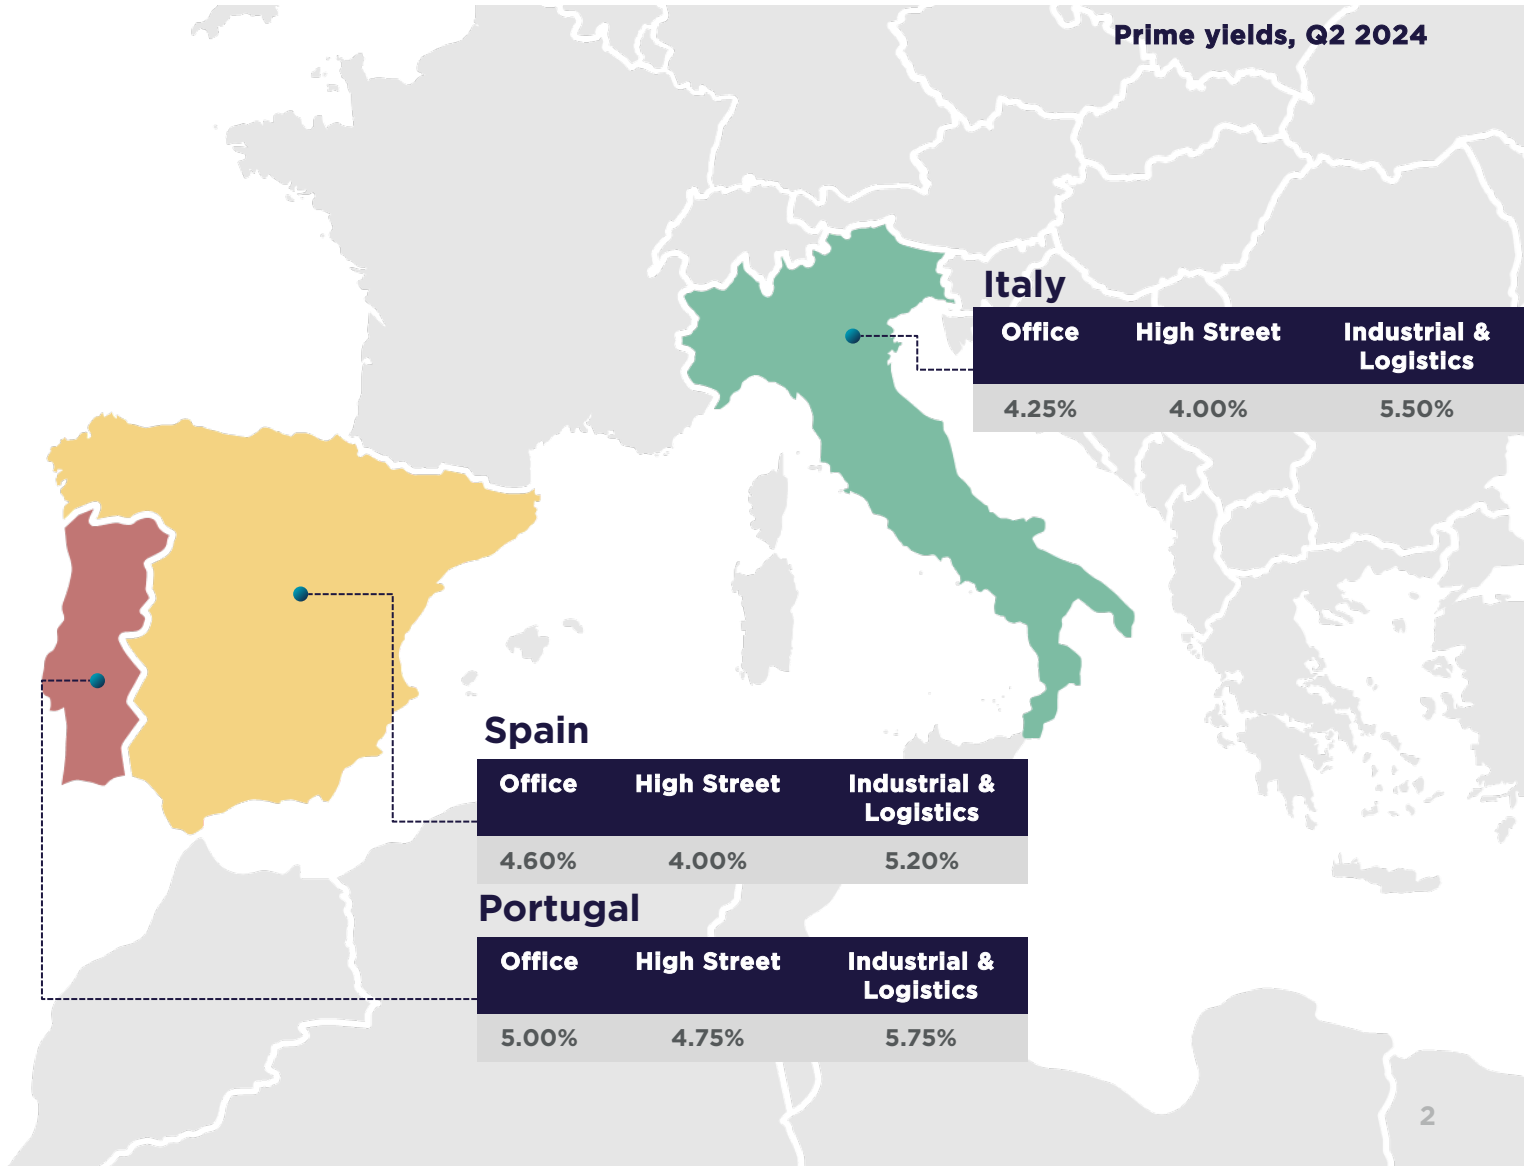 Prime yields, Q2 2024
Italy
Office High Street Industrial &
Logistics
4.25% 4.00% 5.50%
Spain
Office High Street Industrial &
Logistics
4.60% 4.00% 5.20%
Portugal
Office High Street Industrial &
Logistics
5.00% 4.75% 5.75%
2